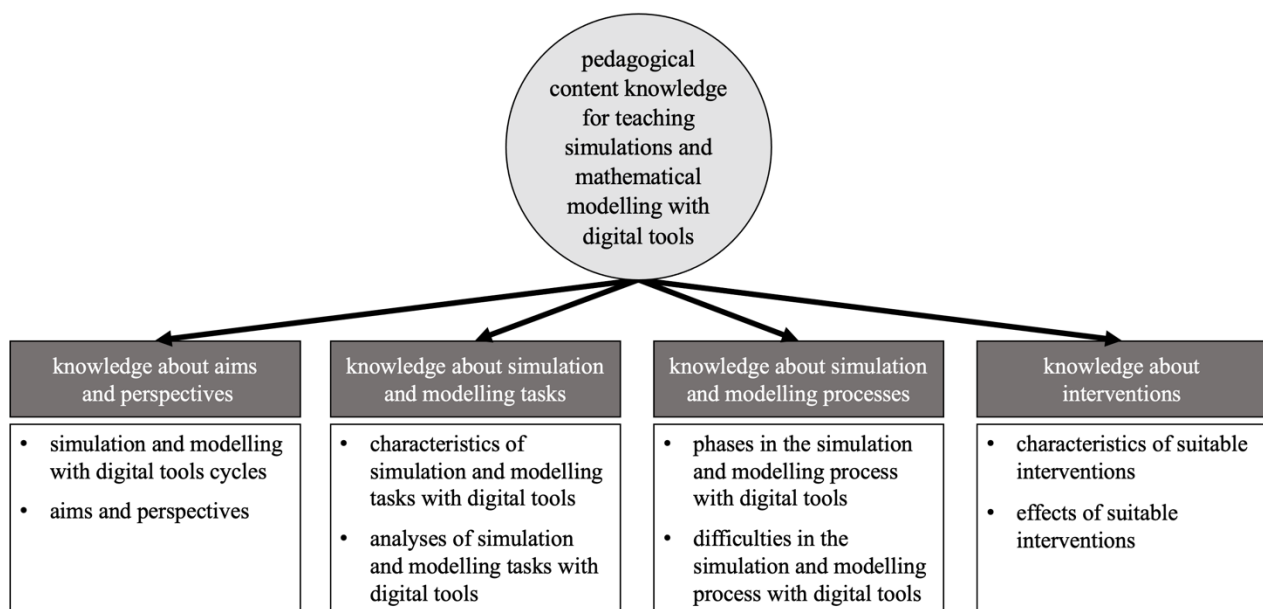 pedagogical
content knowledge
for teaching
simulations and
mathematical
modelling with
digital tools
knowledge about aims
and perspectives
• simulation and modelling
with digital tools cycles
• aims and perspectives
knowledge about simulation
and modelling tasks
• characteristics of
simulation and modelling
tasks with digital tools
• analyses of simulation
and modelling tasks with
digital tools
knowledge about simulation
and modelling processes
• phases in the simulation
and modelling process
with digital tools
• difficulties in the
simulation and modelling
process with digital tools
knowledge about
interventions
• characteristics of suitable
interventions
• effects of suitable
interventions